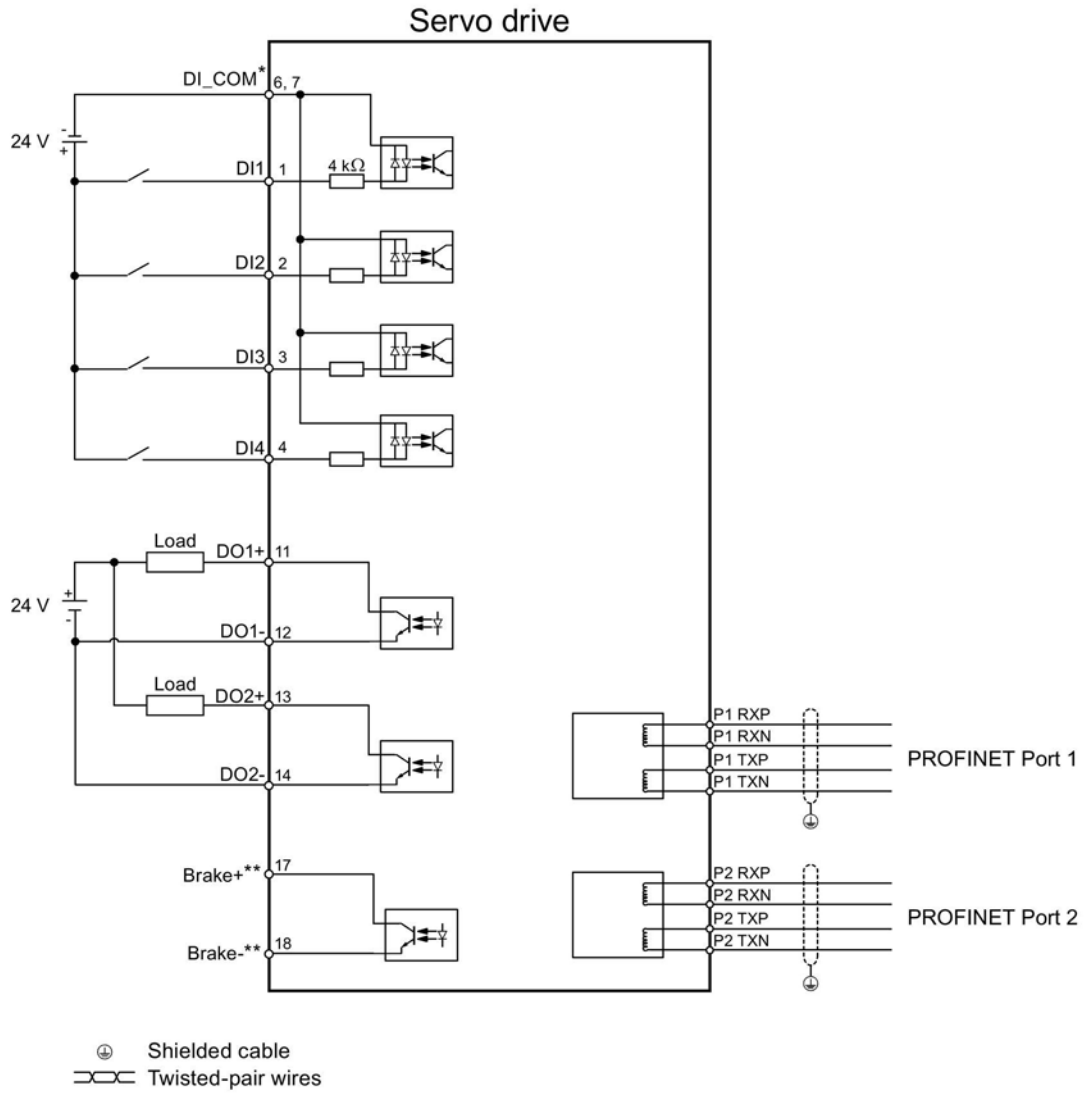 Servo drive
DI_COM* 6, 7
24 V - +
DI1 1 4 kΩ
DI2 2
DI3 3
DI4 4
Load DO1+ 11
24 V + -
DO1- 12
Load DO2+ 13
DO2- 14
P1 RXP
P1 RXN
P1 TXP
P1 TXN
PROFINET Port 1
Brake+** 17
Brake-** 18
P2 RXP
P2 RXN
P2 TXP
P2 TXN
PROFINET Port 2
Shielded cable
Twisted-pair wires